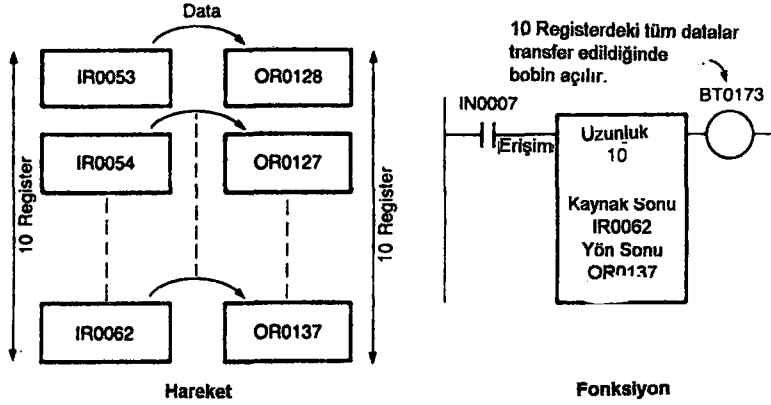 Data
10 Register
IR0053
OR0128
IR0054
OR0127
IR0062
OR0137
10 Register
Hareket
10 Registerdeki tüm datalar
transfer edildiğinde
bobin açılır.
BT0173
IN0007
Erişim
Uzunluk
10
Kaynak Sonu
IR0062
Yön Sonu
OR0137
Fonksiyon